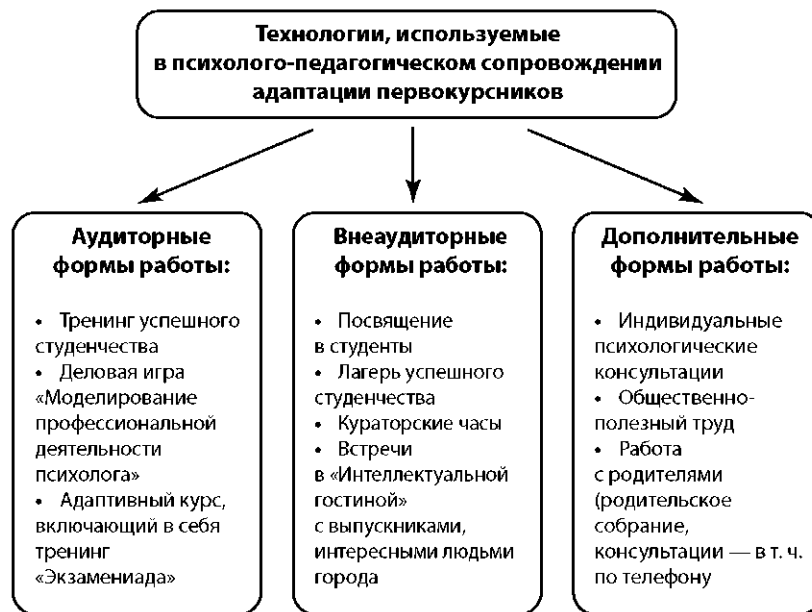 Технологии, используемые
в психолого-педагогическом сопровождении
адаптации первокурсников
Аудиторные
формы работы:
• Тренинг успешного
студенчества
• Деловая игра
«Моделирование
профессиональной
деятельности
психолога»
• Адаптивный курс,
включающий в себя
тренинг
«Экзамениада»
Внеаудиторные
формы работы:
• Посвящение
в студенты
• Лагерь успешного
студенчества
• Кураторские часы
• Встречи
в «Интеллектуальной
гостиной»
с выпускниками,
интересными людьми
города
Дополнительные
формы работы:
• Индивидуальные
психологические
консультации
• Общественно-
полезный труд
• Работа
с родителями
(родительское
собрание,
консультации — в т. ч.
по телефону